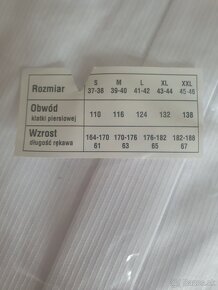 S M L XL XXL
Rozmiar 37-38 39-40 41-42 43-44 45-46
Obwód
klatki piersiowej 110 116 124 132 138
Wzrost 164-170 170-176 176-182 182-188
długość rękawa 61 63 65 67